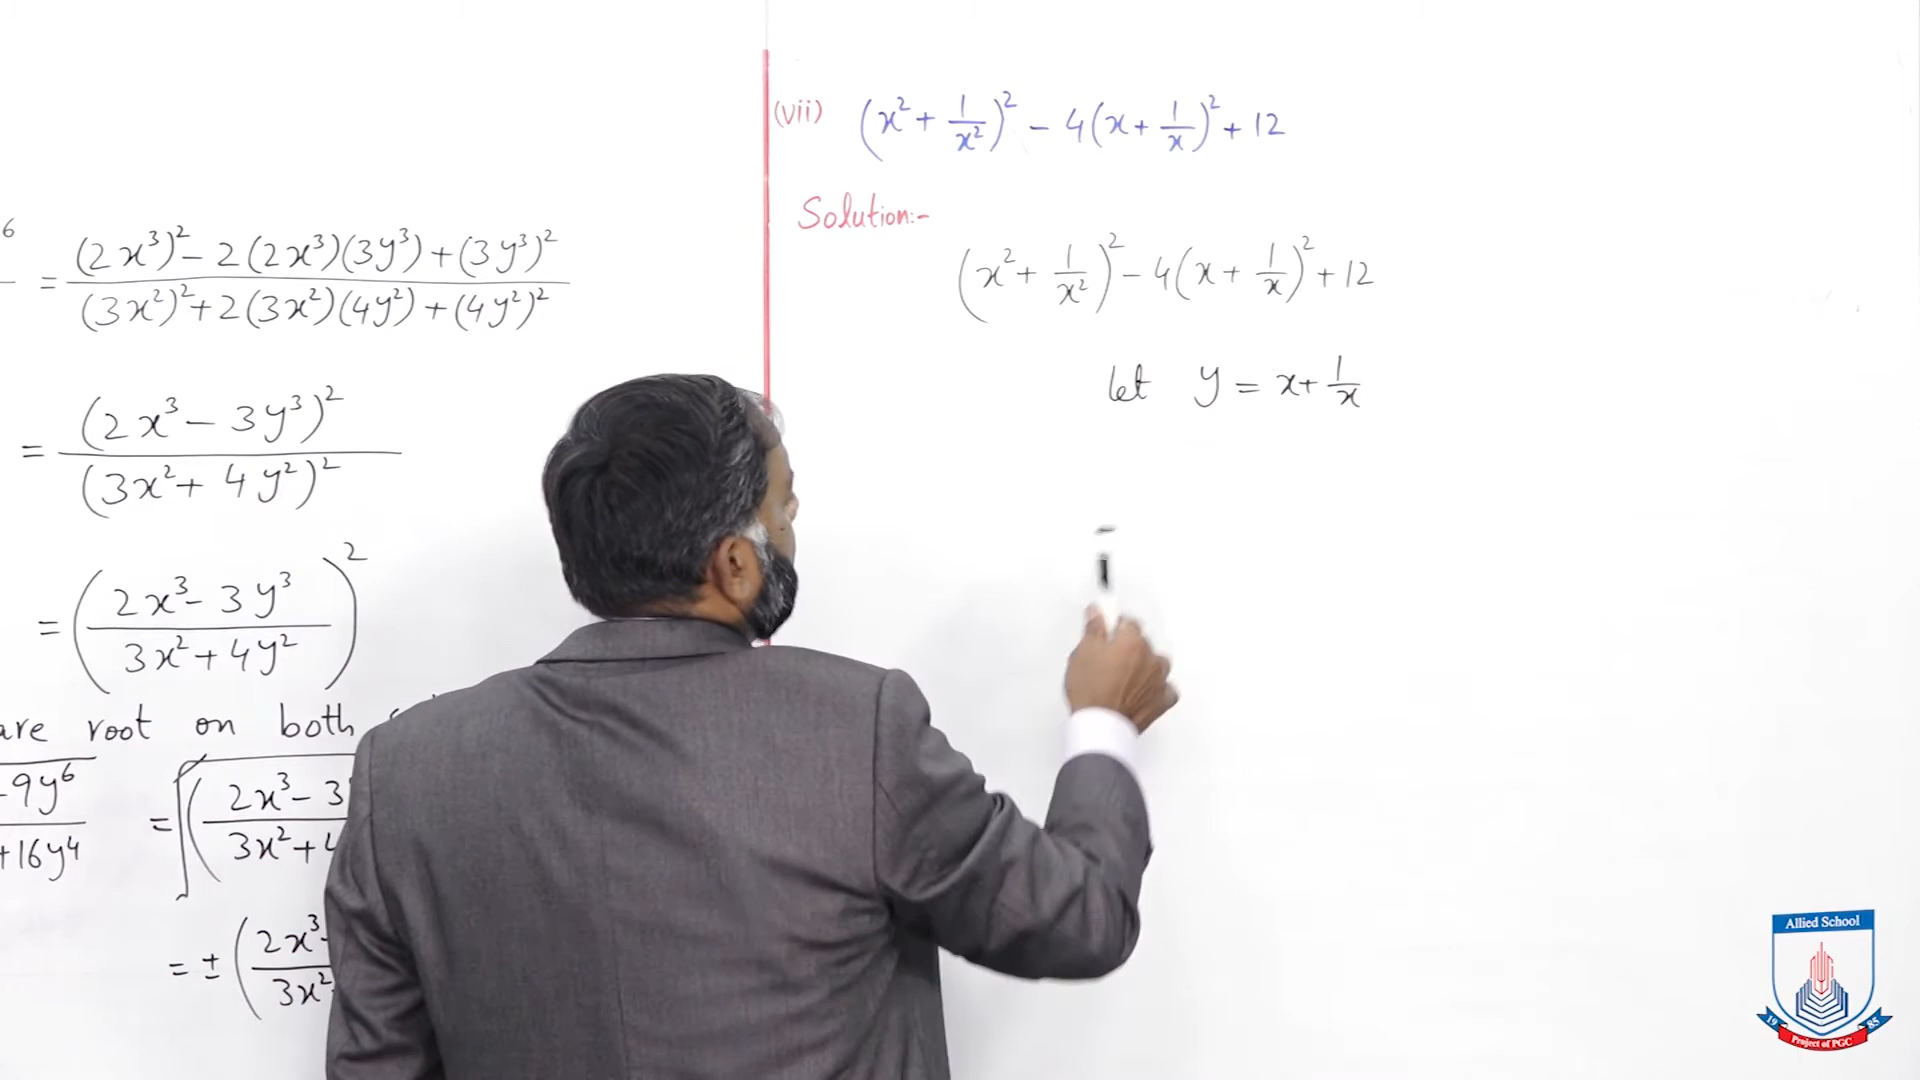 6
= (2x³)² - 2(2x³)(3y³) + (3y³)² / (3x²)² + 2(3x²)(4y²) + (4y²)²
= (2x³ - 3y³)² / (3x² + 4y²)²
= (2x³ - 3y³ / 3x² + 4y²)²
root on both
-9y⁶ / +16y⁴ = √(2x³ - 3 / 3x² + 4
= ± (2x³ - / 3x²
(vii) (x² + 1/x²)² - 4(x + 1/x)² + 12
Solution:-
(x² + 1/x²)² - 4(x + 1/x)² + 12
let y = x + 1/x
Allied School
19 85
Project of PGC